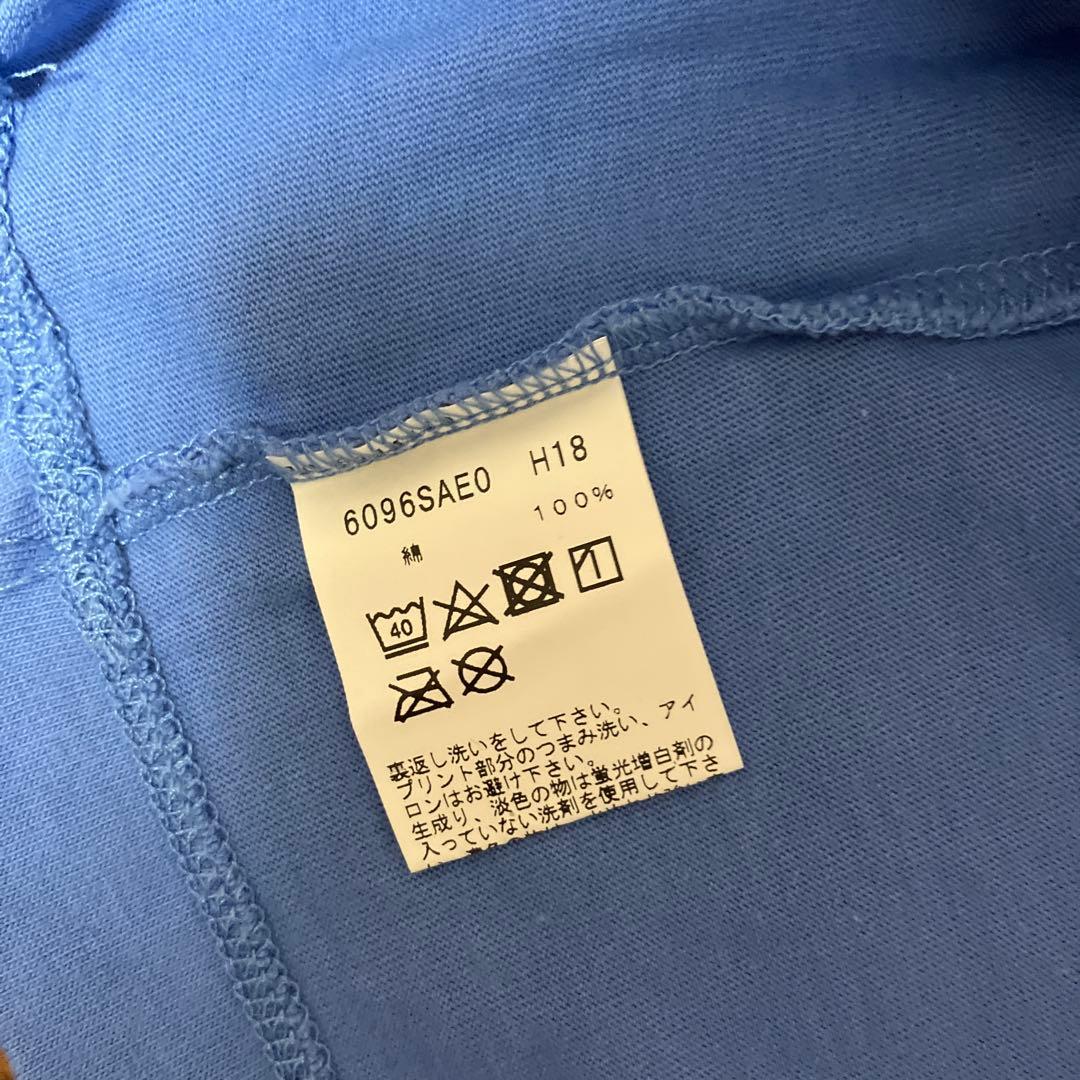 6096SAE0 H18
綿 100%
40
裏返し洗いをして下さい。
プリント部分のつまみ洗い、アイ
ロンはお避け下さい。
生成り、淡色の物は蛍光増白剤の
入っていない洗剤を使用して下さ